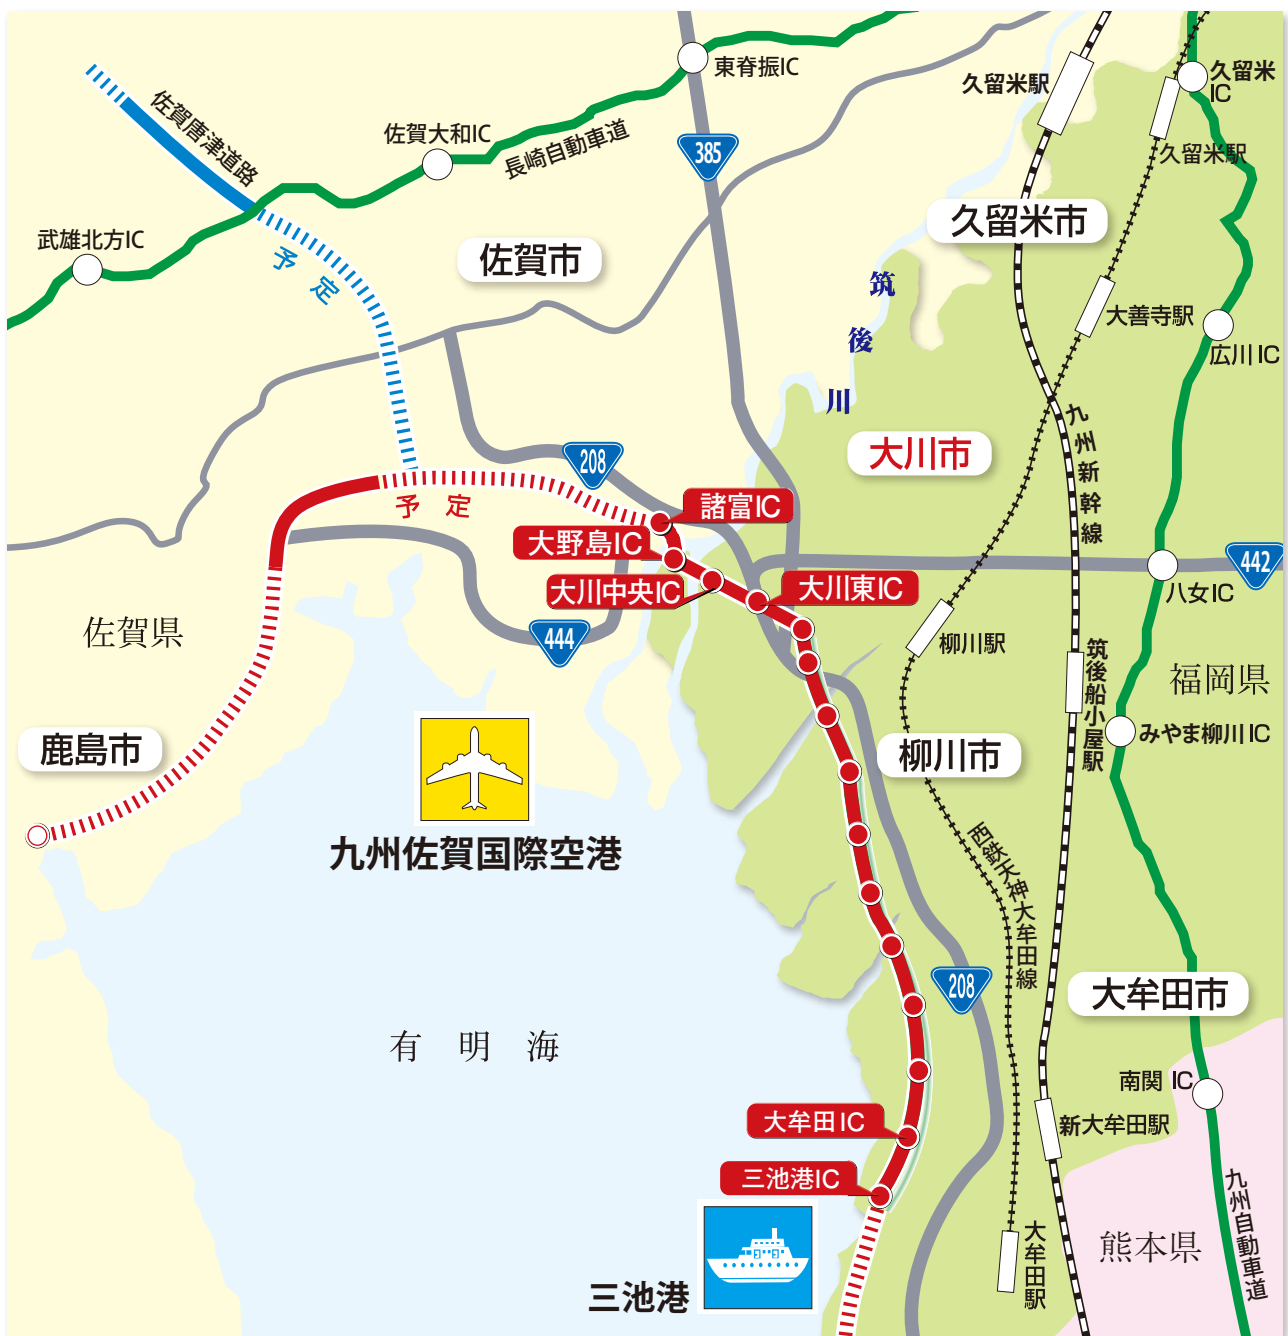 東脊振IC
久留米駅
久留米
IC
佐賀唐津道路
佐賀大和IC
長崎自動車道
385
久留米駅
武雄北方IC
予定
佐賀市
久留米市
筑後川
大善寺駅
広川IC
大川市
九州新幹線
208
予定
諸富IC
大野島IC
大川中央IC
大川東IC
442
八女IC
佐賀県
444
柳川駅
筑後船小屋駅
福岡県
鹿島市
柳川市
みやま柳川IC
九州佐賀国際空港
西鉄天神大牟田線
208
大牟田市
有明海
南関 IC
大牟田IC
新大牟田駅
三池港IC
九州自動車道
熊本県
大牟田駅
三池港